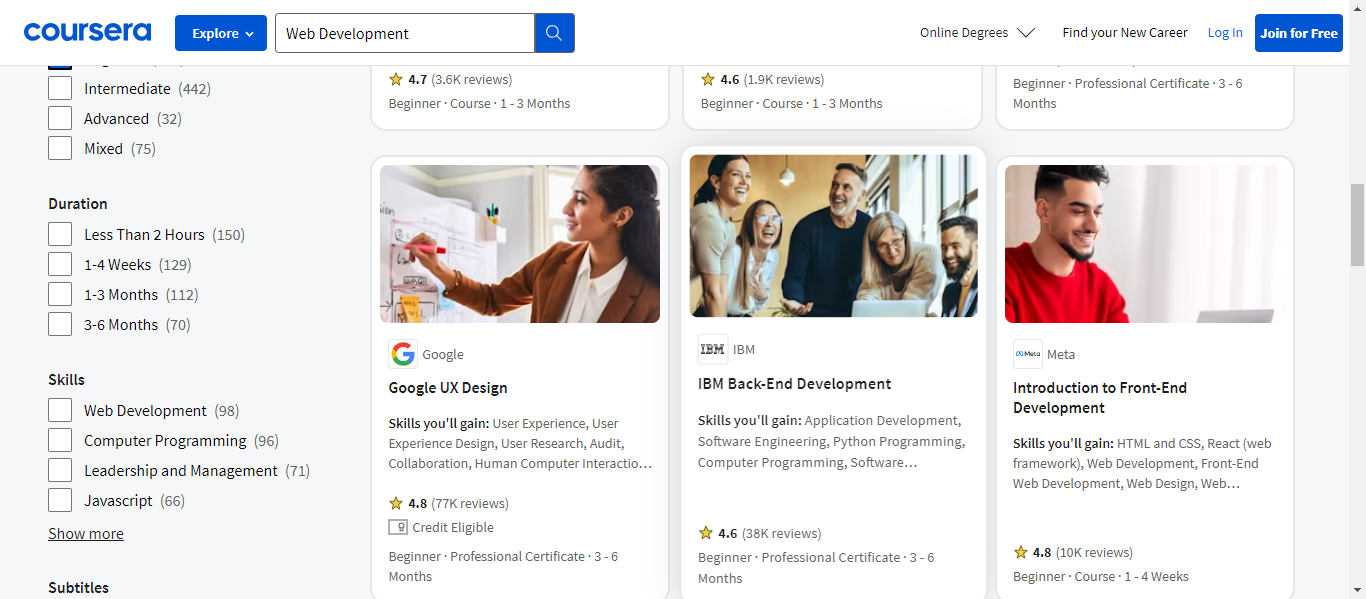 coursera
Explore
Web Development
Online Degrees
Find your New Career
Log In
Join for Free
Intermediate (442)
Advanced (32)
Mixed (75)
Duration
Less Than 2 Hours (150)
1-4 Weeks (129)
1-3 Months (112)
3-6 Months (70)
Skills
Web Development (98)
Computer Programming (96)
Leadership and Management (71)
Javascript (66)
Show more
Subtitles
4.7 (3.6K reviews)
Beginner · Course · 1 - 3 Months
4.6 (1.9K reviews)
Beginner · Course · 1 - 3 Months
Beginner · Professional Certificate · 3 - 6
Months
Google
Google UX Design
Skills you'll gain: User Experience, User
Experience Design, User Research, Audit,
Collaboration, Human Computer Interactio…
4.8 (77K reviews)
Credit Eligible
Beginner · Professional Certificate · 3 - 6
Months
IBM IBM
IBM Back-End Development
Skills you'll gain: Application Development,
Software Engineering, Python Programming,
Computer Programming, Software…
4.6 (38K reviews)
Beginner · Professional Certificate · 3 - 6
Months
Meta Meta
Introduction to Front-End
Development
Skills you'll gain: HTML and CSS, React (web
framework), Web Development, Front-End
Web Development, Web Design, Web…
4.8 (10K reviews)
Beginner · Course · 1 - 4 Weeks